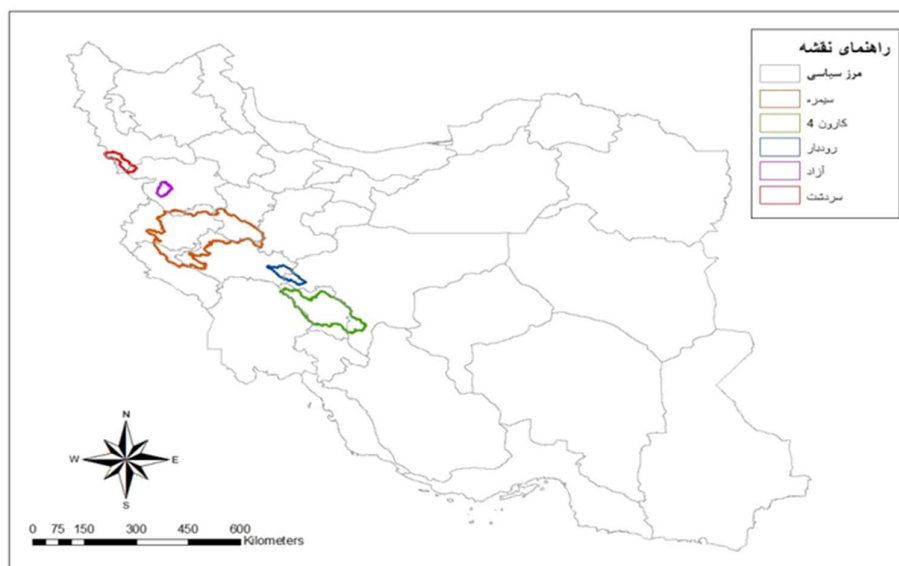 راهنمای نقشه
مرز سیاسی
سیمره
کارون 4
رودبار
آزاد
سردشت
N
W E
S
0 75 150 300 450 600
Kilometers